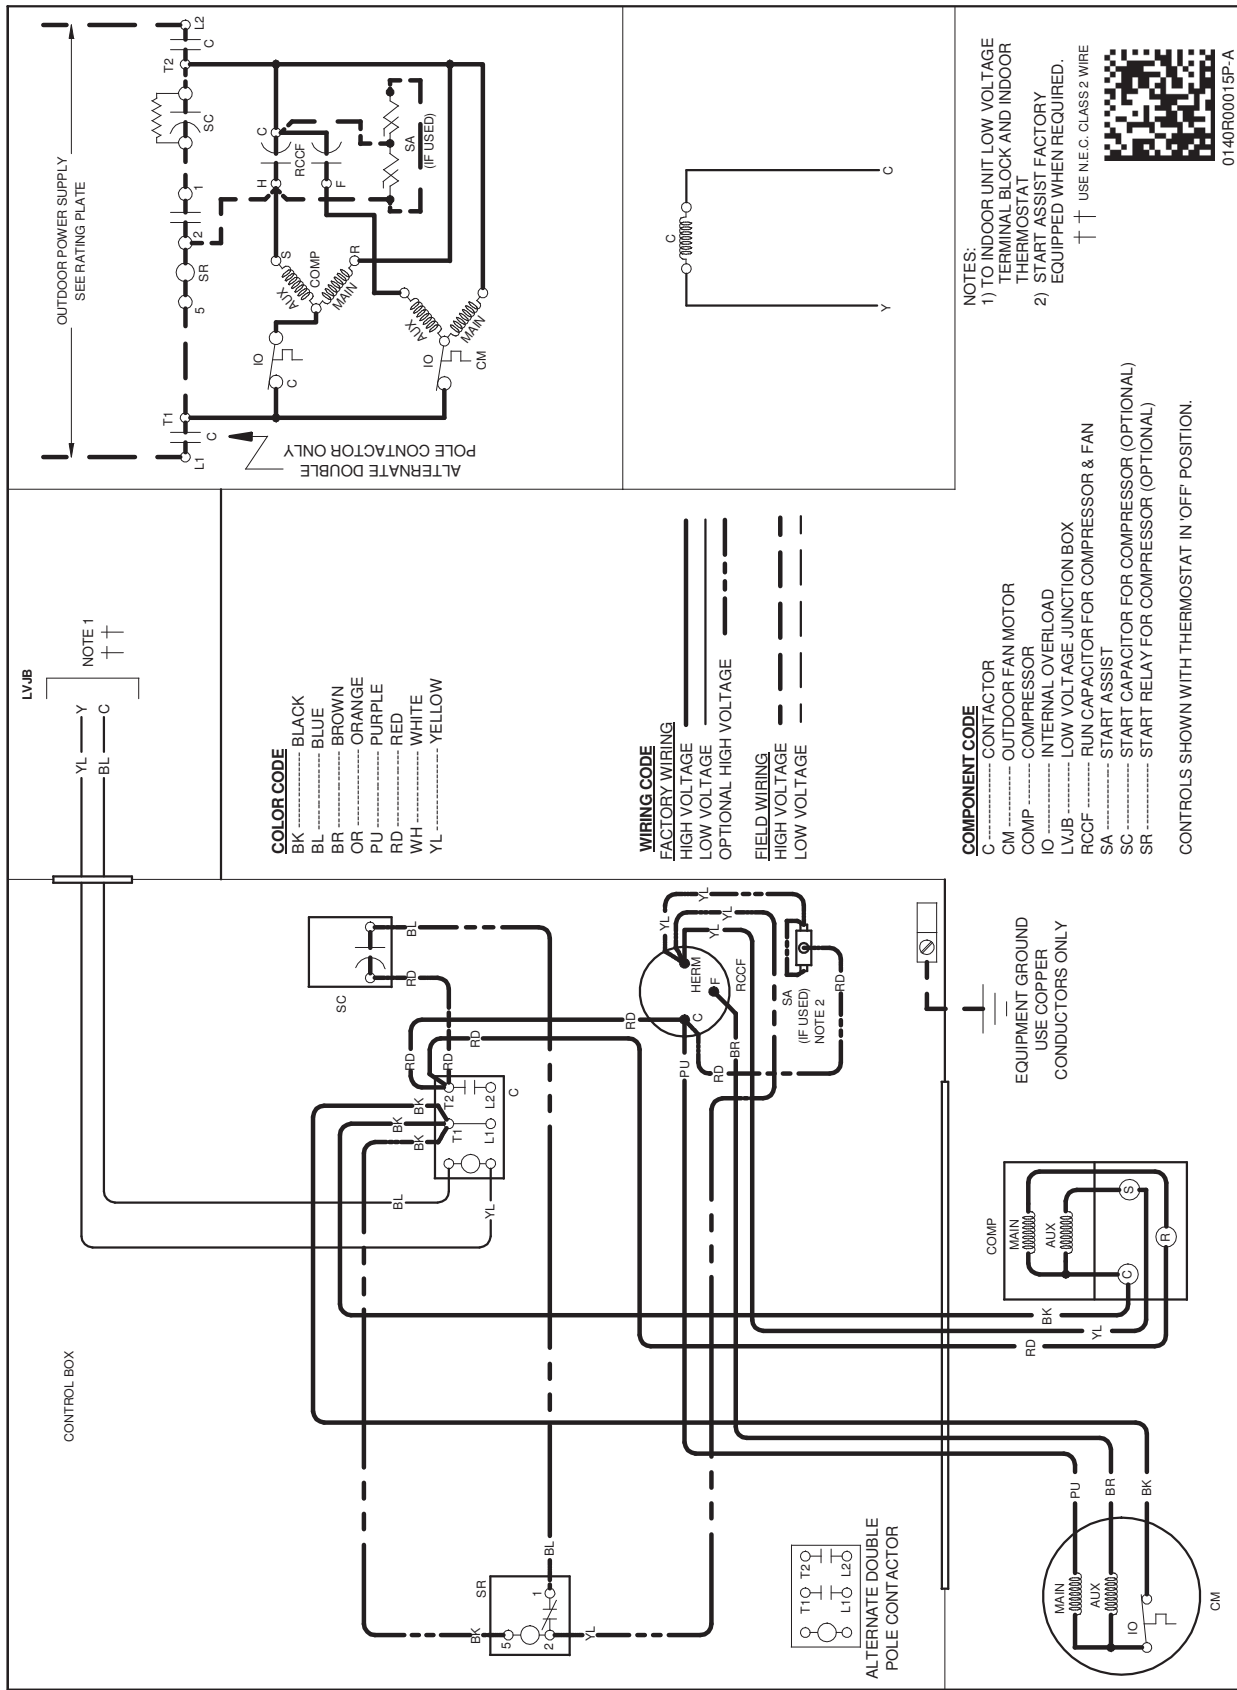 CONTROL BOX
LVJB
YL
Y
BL
C
NOTE 1
COLOR CODE
BK ---------- BLACK
BL ---------- BLUE
BR ---------- BROWN
OR ---------- ORANGE
PU ---------- PURPLE
RD ---------- RED
WH ---------- WHITE
YL ---------- YELLOW
WIRING CODE
FACTORY WIRING
HIGH VOLTAGE
LOW VOLTAGE
OPTIONAL HIGH VOLTAGE
FIELD WIRING
HIGH VOLTAGE
LOW VOLTAGE
COMPONENT CODE
C ---------- CONTACTOR
CM ---------- OUTDOOR FAN MOTOR
COMP ---------- COMPRESSOR
IO ---------- INTERNAL OVERLOAD
LVJB ---------- LOW VOLTAGE JUNCTION BOX
RCCF ---------- RUN CAPACITOR FOR COMPRESSOR & FAN
SA ---------- START ASSIST
SC ---------- START CAPACITOR FOR COMPRESSOR (OPTIONAL)
SR ---------- START RELAY FOR COMPRESSOR (OPTIONAL)
CONTROLS SHOWN WITH THERMOSTAT IN 'OFF' POSITION.
OUTDOOR POWER SUPPLY
SEE RATING PLATE
L1
C
T1
5
SR
2
1
SC
T2
C
L2
ALTERNATE DOUBLE
POLE CONTACTOR ONLY
C
IO
AUX
S
COMP
MAIN
R
H
RCCF
C
F
SA
(IF USED)
IO
CM
AUX
MAIN
C
Y
C
NOTES:
1) TO INDOOR UNIT LOW VOLTAGE
TERMINAL BLOCK AND INDOOR
THERMOSTAT
2) START ASSIST FACTORY
EQUIPPED WHEN REQUIRED.
†† USE N.E.C. CLASS 2 WIRE
0140R00015P-A
SC
RD
BL
BL
YL
BK
BK
BK
T1
T2
L1
L2
C
RD
RD
RD
RD
SR
BK
5
2
1
BL
YL
HERM
F
C
RCCF
YL
YL
YL
YL
RD
PU
BR
RD
SA
(IF USED)
NOTE 2
RD
EQUIPMENT GROUND
USE COPPER
CONDUCTORS ONLY
COMP
MAIN
AUX
C
S
R
BK
YL
RD
ALTERNATE DOUBLE
POLE CONTACTOR
T1
T2
L1
L2
PU
BR
BK
MAIN
AUX
IO
CM